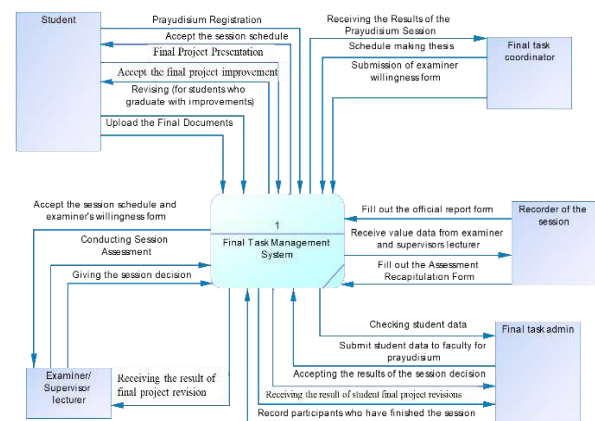 Student
Prayudisium Registration
Accept the session schedule
Final Project Presentation
Accept the final project improvement
Revising (for students who
graduate with improvements)
Upload the Final Documents
Receiving the Results of the
Prayudisium Session
Schedule making thesis
Submission of examiner
willingness form
Final task
coordinator
Accept the session schedule and
examiner's willingness form
Conducting Session
Assessment
Giving the session decision
1
Final Task Management
System
Fill out the official report form
Receive value data from examiner
and supervisors lecturer
Fill out the Assessment
Recapitulation Form
Recorder of the
session
Examiner/
Supervisor
lecturer
Receiving the result of
final project revision
Checking student data
Submit student data to faculty for
prayudisium
Accepting the results of the session decision
Receiving the result of student final project revisions
Record participants who have finished the session
Final task admin